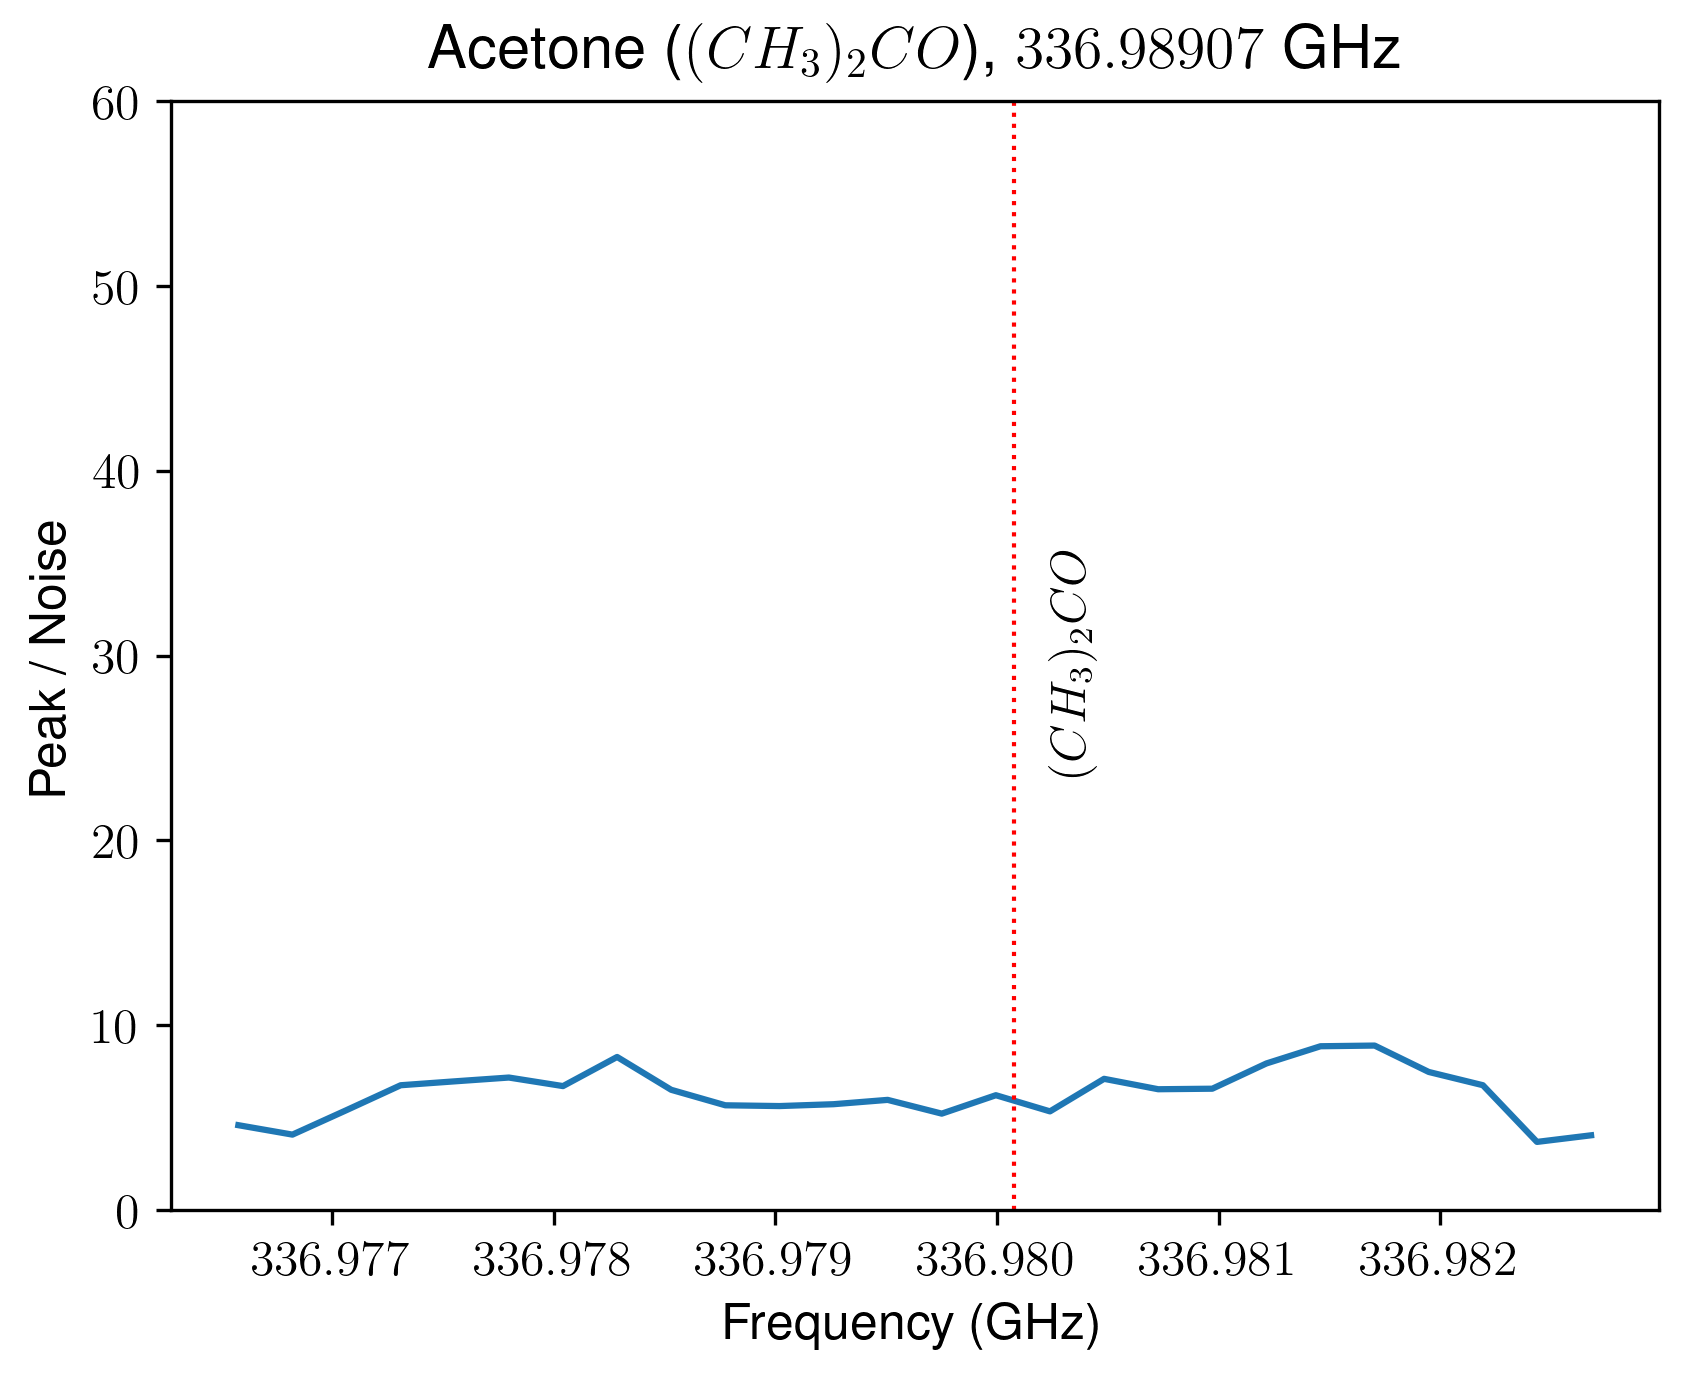 Acetone ((CH₃)₂CO), 336.98907 GHz
60
50
40
30
20
10
0
Peak / Noise
(CH₃)₂CO
336.977 336.978 336.979 336.980 336.981 336.982
Frequency (GHz)